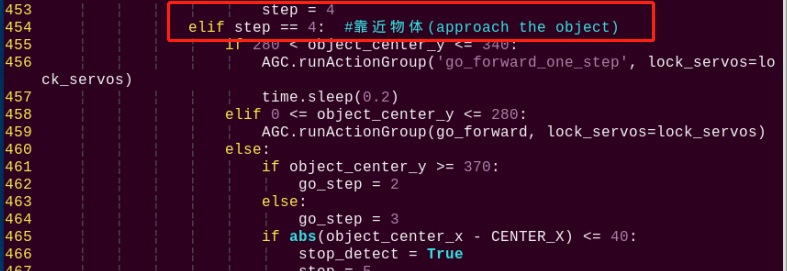 453 step = 4
454 elif step == 4: #靠近物体(approach the object)
455 if 280 < object_center_y <= 340:
456 AGC.runActionGroup('go_forward_one_step', lock_servos=lo
ck_servos)
457 time.sleep(0.2)
458 elif 0 <= object_center_y <= 280:
459 AGC.runActionGroup(go_forward, lock_servos=lock_servos)
460 else:
461 if object_center_y >= 370:
462 go_step = 2
463 else:
464 go_step = 3
465 if abs(object_center_x - CENTER_X) <= 40:
466 stop_detect = True
467 step = 5